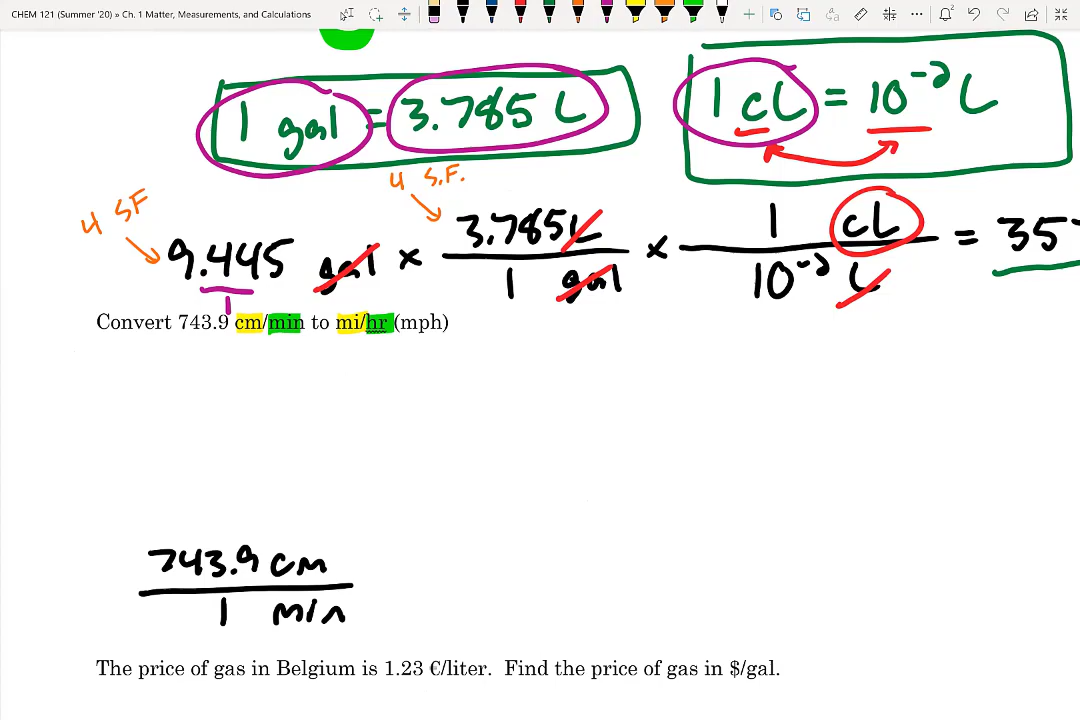 CHEM 121 (Summer '20) » Ch. 1 Matter, Measurements, and Calculations
1 gal = 3.785 L
1 cL = 10⁻² L
4 SF
4 S.F.
9.445 gal × 3.785 L / 1 gal × 1 cL / 10⁻² L = 35
1
Convert 743.9 cm/min to mi/hr (mph)
743.9 cm
1 min
The price of gas in Belgium is 1.23 €/liter. Find the price of gas in $/gal.